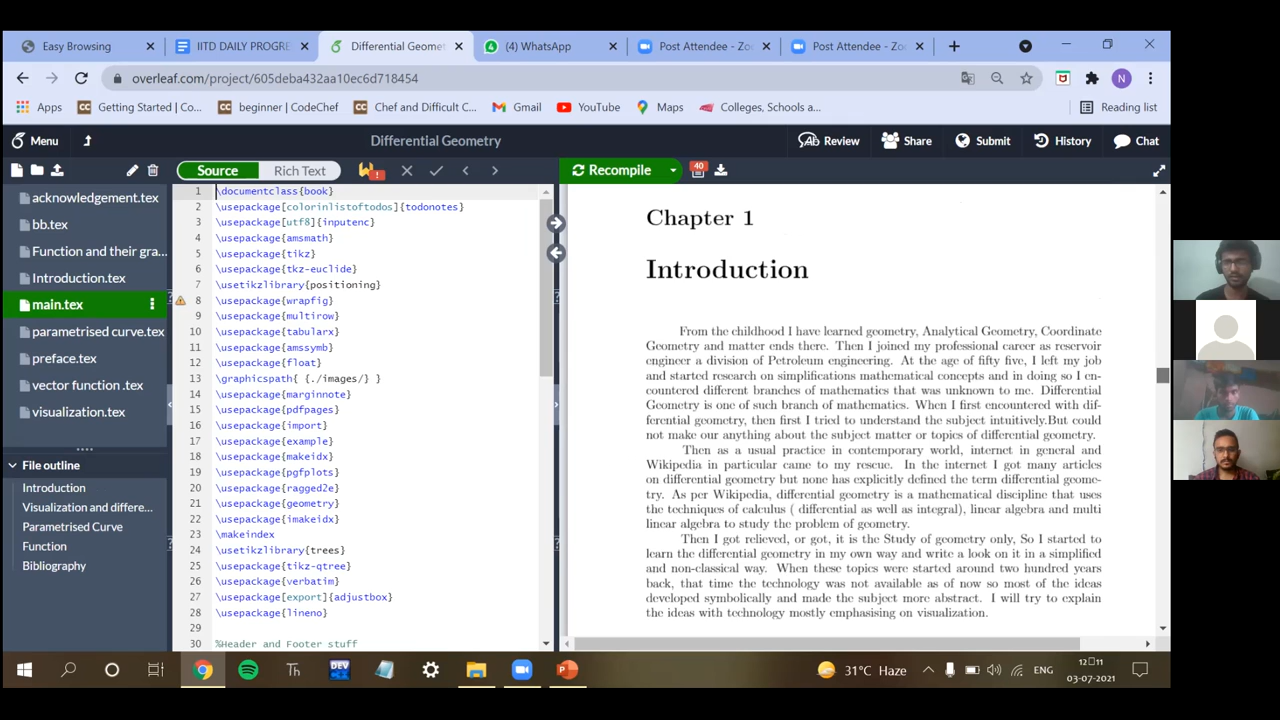 Easy Browsing
IITD DAILY PROGRE
Differential Geomet
(4) WhatsApp
Post Attendee - Zo
Post Attendee - Zo
overleaf.com/project/605deba432aa10ec6d718454
N
Apps
Getting Started | Co...
beginner | CodeChef
Chef and Difficult C...
Gmail
YouTube
Maps
Colleges, Schools a...
Reading list
Menu
Differential Geometry
Review
Share
Submit
History
Chat
Source
Rich Text
Recompile
40
acknowledgement.tex
bb.tex
Function and their gra...
Introduction.tex
main.tex
parametrised curve.tex
preface.tex
vector function .tex
visualization.tex
File outline
Introduction
Visualization and differe...
Parametrised Curve
Function
Bibliography
1 \documentclass{book}
2 \usepackage[colorinlistoftodos]{todonotes}
3 \usepackage[utf8]{inputenc}
4 \usepackage{amsmath}
5 \usepackage{tikz}
6 \usepackage{tkz-euclide}
7 \usetikzlibrary{positioning}
8 \usepackage{wrapfig}
9 \usepackage{multirow}
10 \usepackage{tabularx}
11 \usepackage{amssymb}
12 \usepackage{float}
13 \graphicspath{ {./images/} }
14 \usepackage{marginnote}
15 \usepackage{pdfpages}
16 \usepackage{import}
17 \usepackage{example}
18 \usepackage{makeidx}
19 \usepackage{pgfplots}
20 \usepackage{ragged2e}
21 \usepackage{geometry}
22 \usepackage{imakeidx}
23 \makeindex
24 \usetikzlibrary{trees}
25 \usepackage{tikz-qtree}
26 \usepackage{verbatim}
27 \usepackage[export]{adjustbox}
28 \usepackage{lineno}
29
30 %Header and Footer stuff
Chapter 1
Introduction
From the childhood I have learned geometry, Analytical Geometry, Coordinate
Geometry and matter ends there. Then I joined my professional career as reservoir
engineer a division of Petroleum engineering. At the age of fifty five, I left my job
and started research on simplifications mathematical concepts and in doing so I en-
countered different branches of mathematics that was unknown to me. Differential
Geometry is one of such branch of mathematics. When I first encountered with dif-
ferential geometry, then first I tried to understand the subject intuitively.But could
not make our anything about the subject matter or topics of differential geometry.
Then as a usual practice in contemporary world, internet in general and
Wikipedia in particular came to my rescue. In the internet I got many articles
on differential geometry but none has explicitly defined the term differential geome-
try. As per Wikipedia, differential geometry is a mathematical discipline that uses
the techniques of calculus ( differential as well as integral), linear algebra and multi
linear algebra to study the problem of geometry.
Then I got relieved, or got, it is the Study of geometry only, So I started to
learn the differential geometry in my own way and write a look on it in a simplified
and non-classical way. When these topics were started around two hundred years
back, that time the technology was not available as of now so most of the ideas
developed symbolically and made the subject more abstract. I will try to explain
the ideas with technology mostly emphasising on visualization.
Th
DEV
31°C Haze
ENG
12 11
03-07-2021